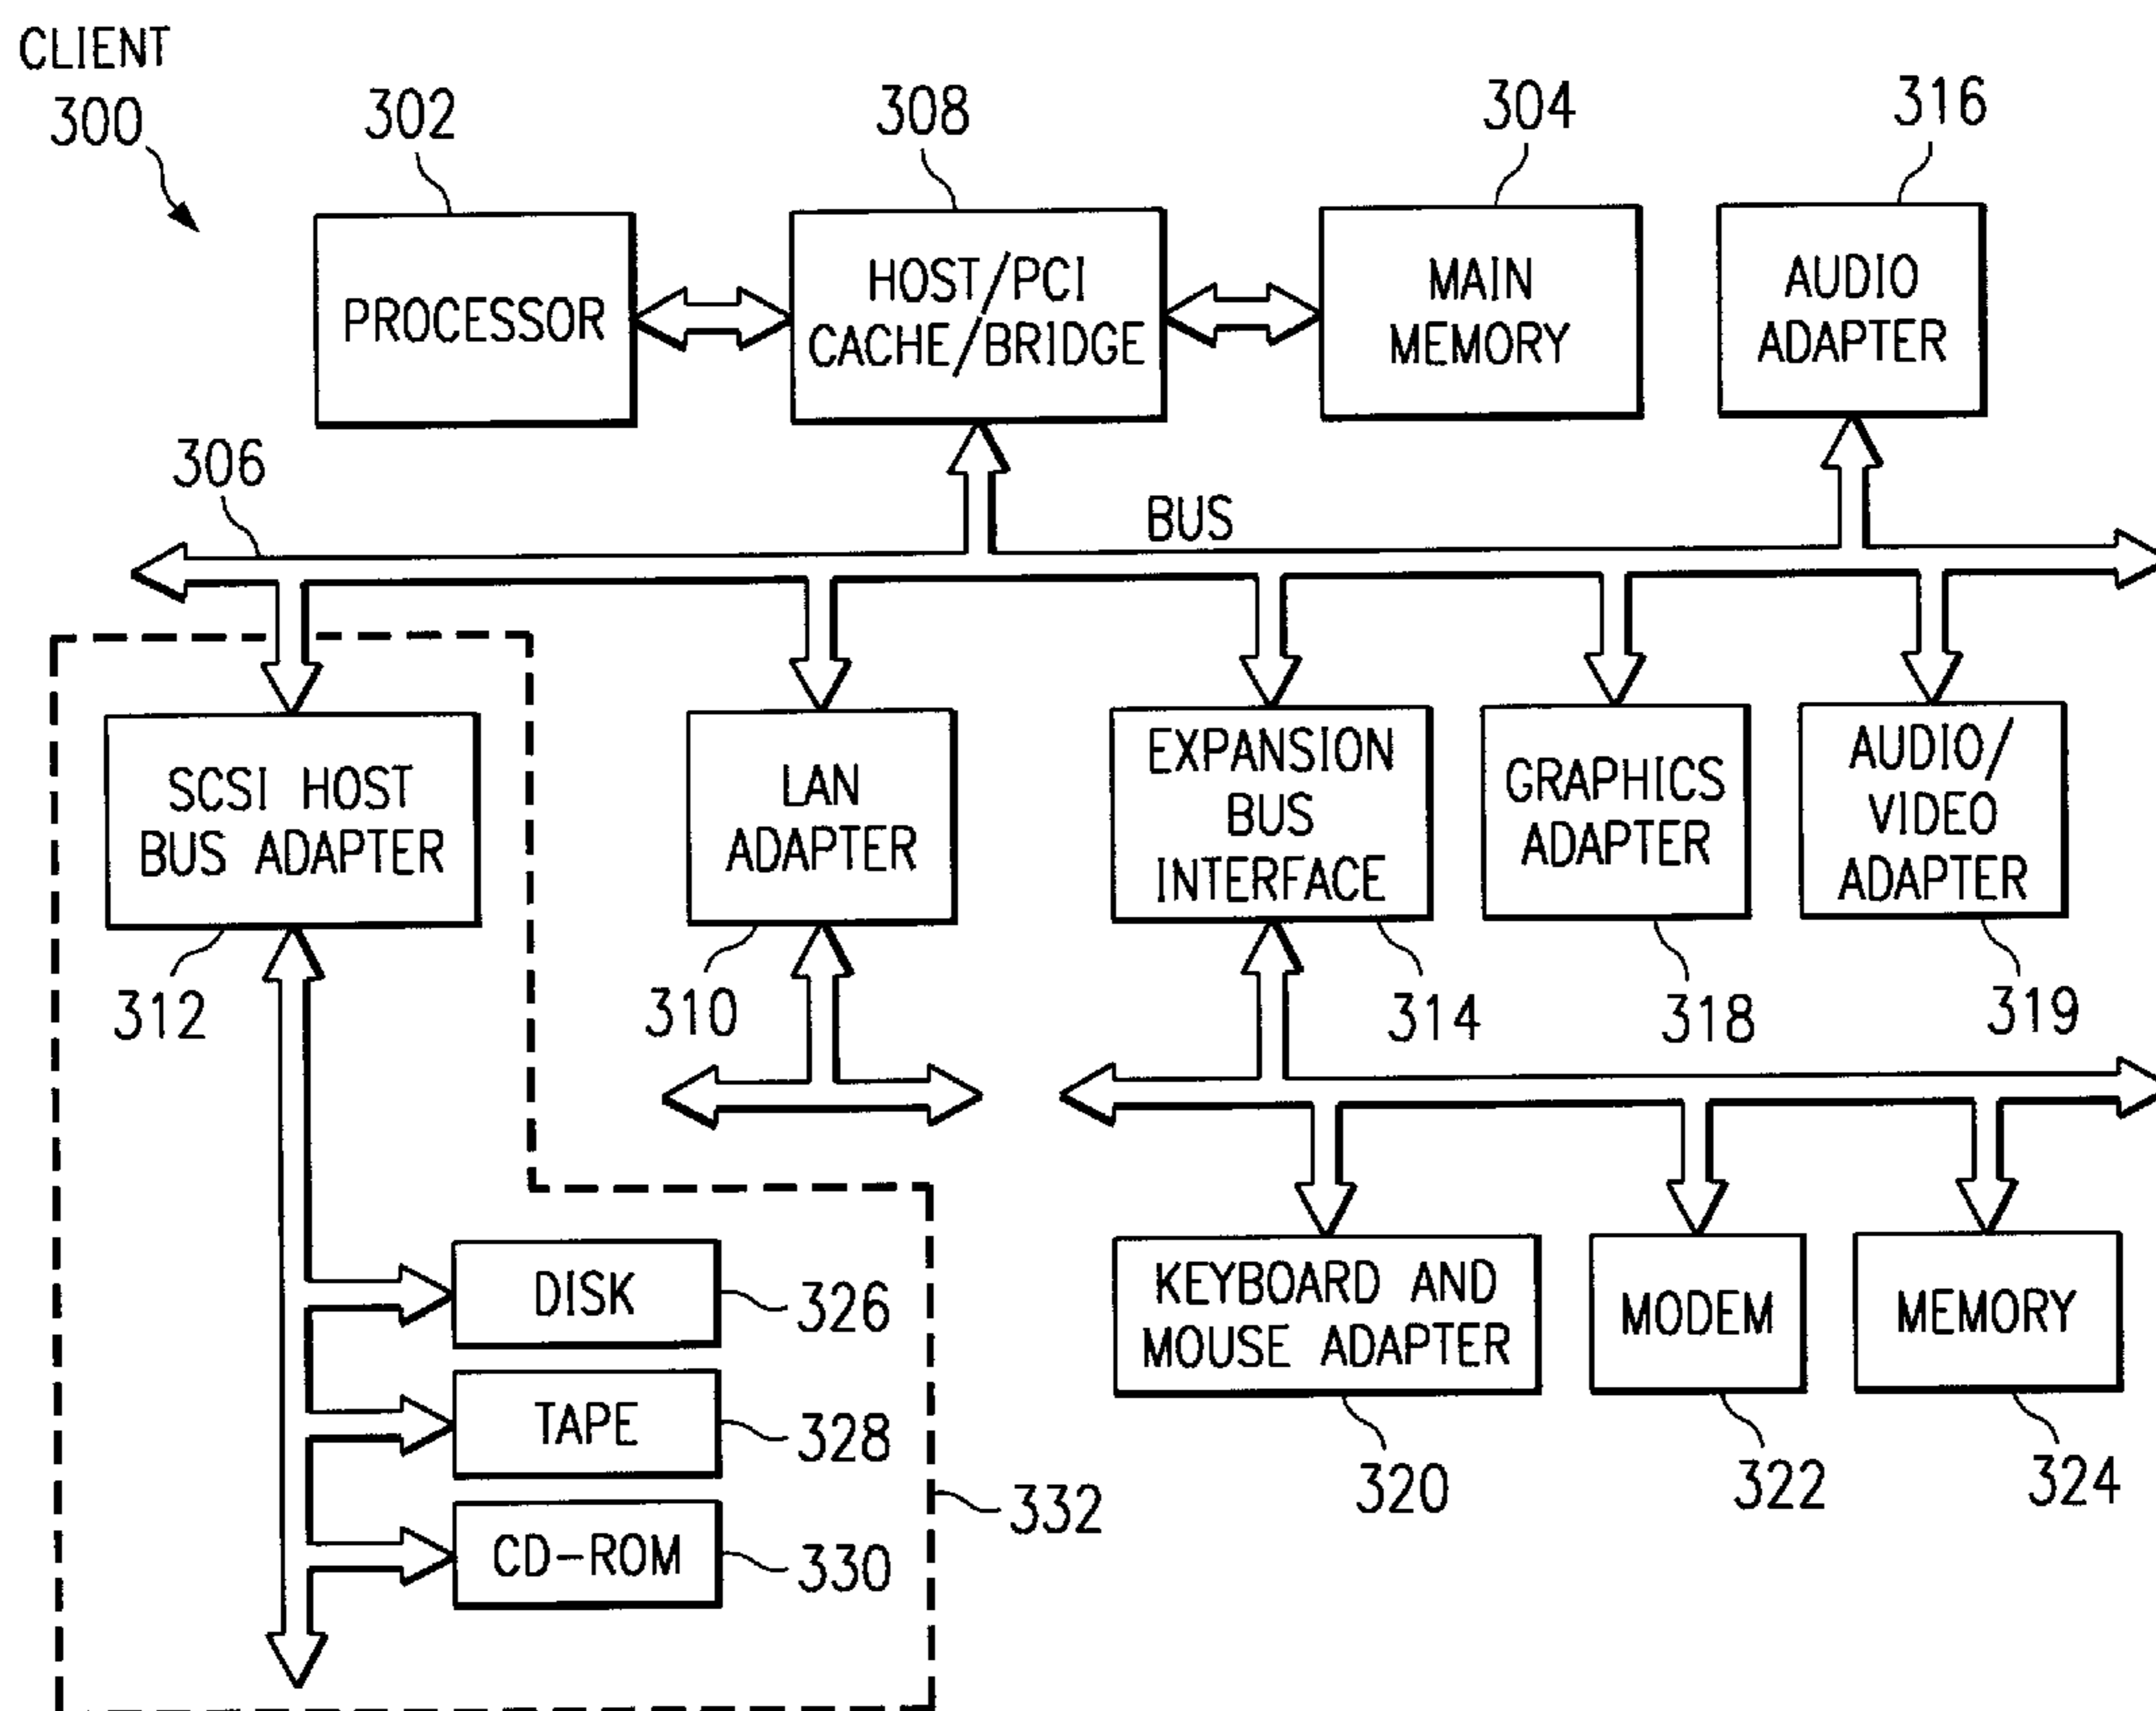 CLIENT
300
302
308
304
316
PROCESSOR
HOST/PCI
CACHE/BRIDGE
MAIN
MEMORY
AUDIO
ADAPTER
306
BUS
SCSI HOST
BUS ADAPTER
LAN
ADAPTER
EXPANSION
BUS
INTERFACE
GRAPHICS
ADAPTER
AUDIO/
VIDEO
ADAPTER
312
310
314
318
319
DISK
326
TAPE
328
CD-ROM
330
332
KEYBOARD AND
MOUSE ADAPTER
MODEM
MEMORY
320
322
324